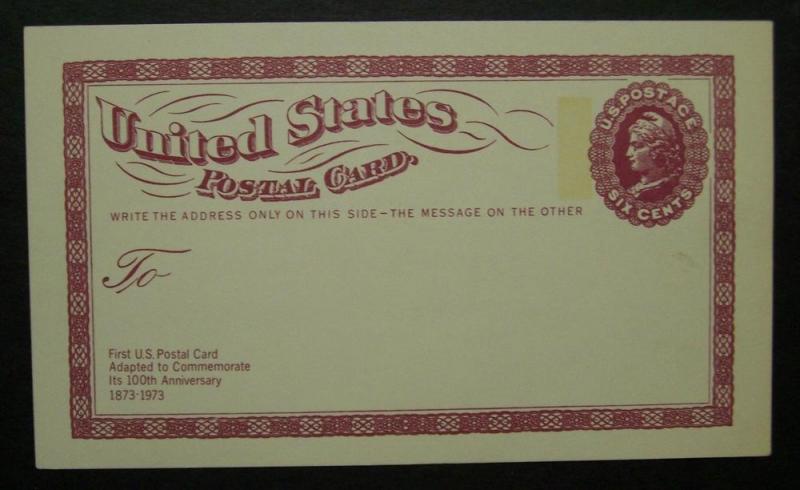 United States
Postal Card.
U.S. POSTAGE
SIX CENTS
WRITE THE ADDRESS ONLY ON THIS SIDE – THE MESSAGE ON THE OTHER
To
First U.S. Postal Card
Adapted to Commemorate
Its 100th Anniversary
1873-1973